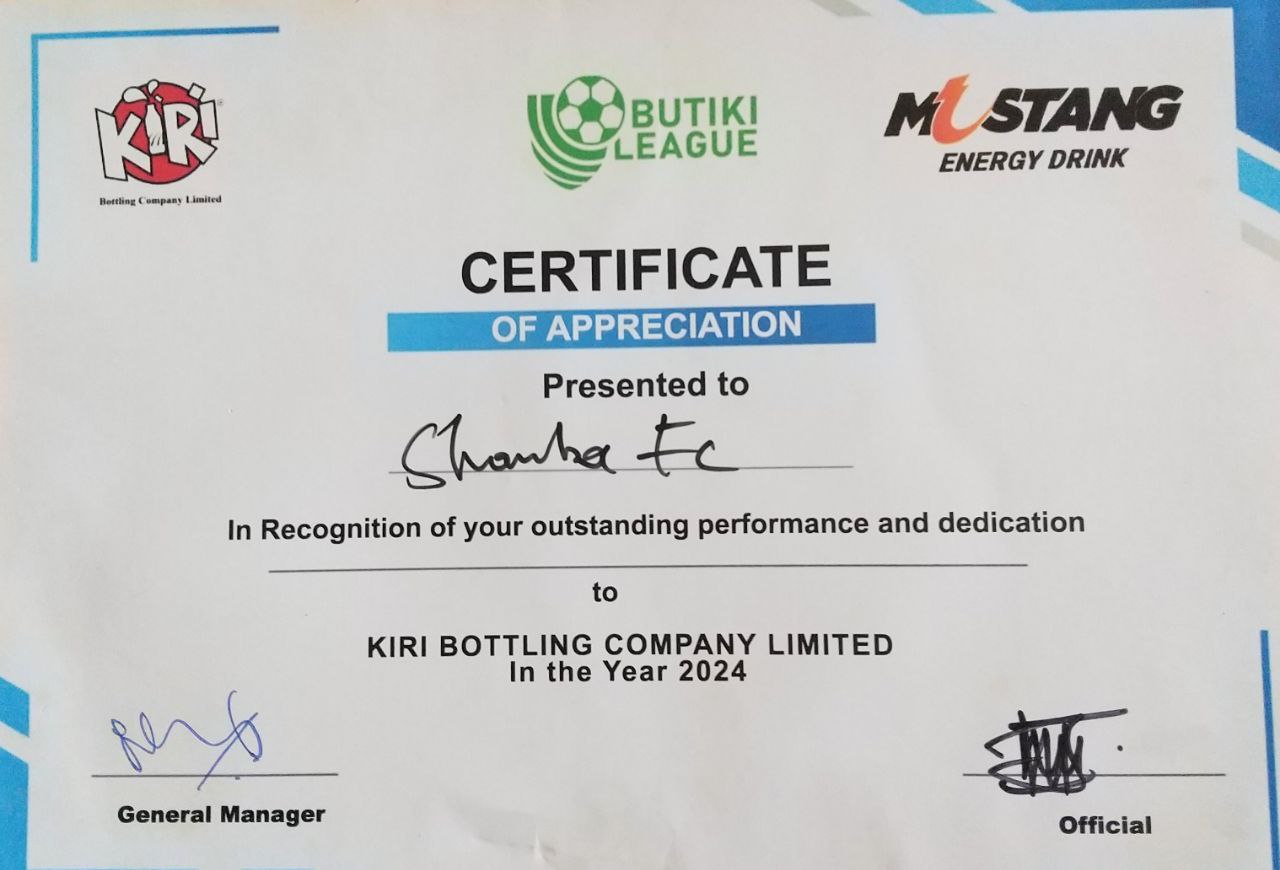 KiRi
Bottling Company Limited
BUTIKI
LEAGUE
MUSTANG
ENERGY DRINK
CERTIFICATE
OF APPRECIATION
Presented to
Shamba Fc
In Recognition of your outstanding performance and dedication
to
KIRI BOTTLING COMPANY LIMITED
In the Year 2024
General Manager
Official